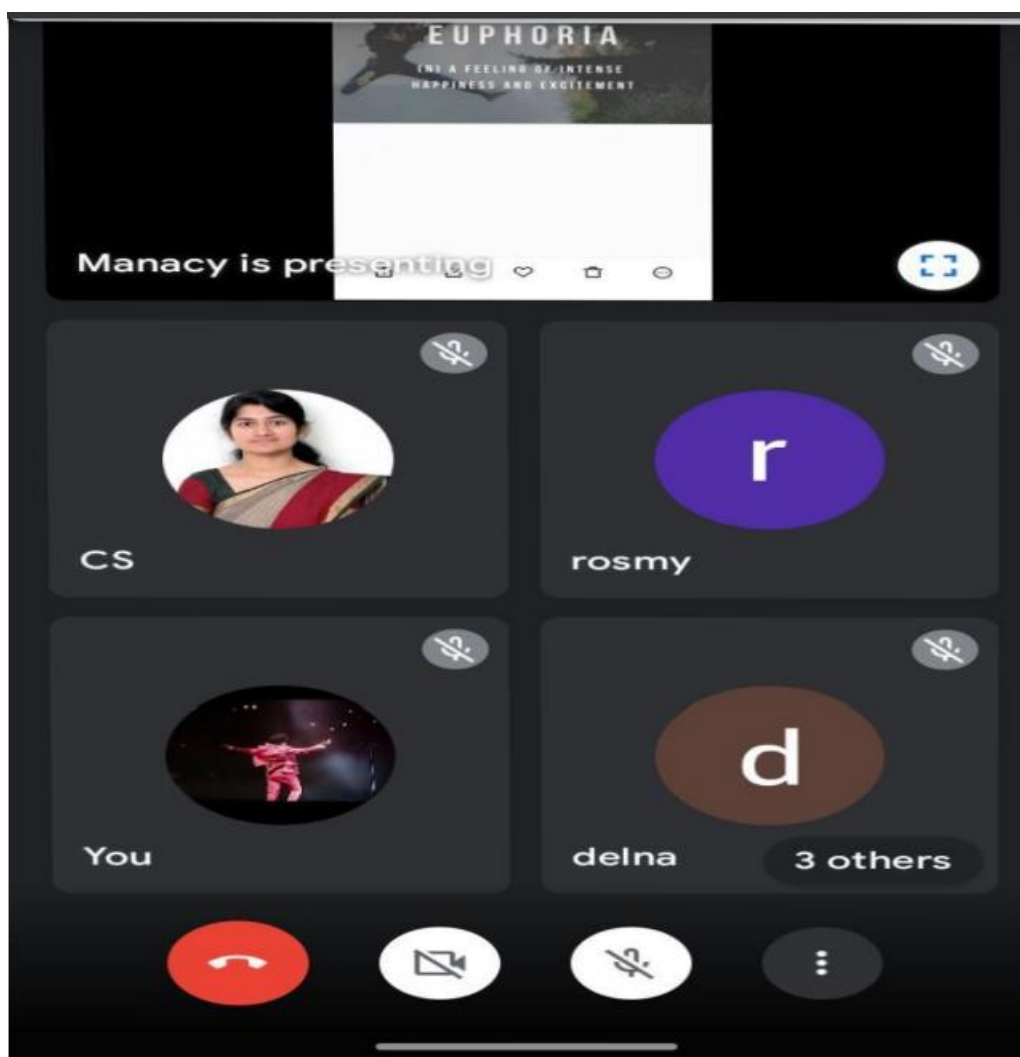 EUPHORIA
(N) A FEELING OF INTENSE
HAPPINESS AND EXCITEMENT
Manacy is presenting
CS
r
rosmy
You
d
delna
3 others